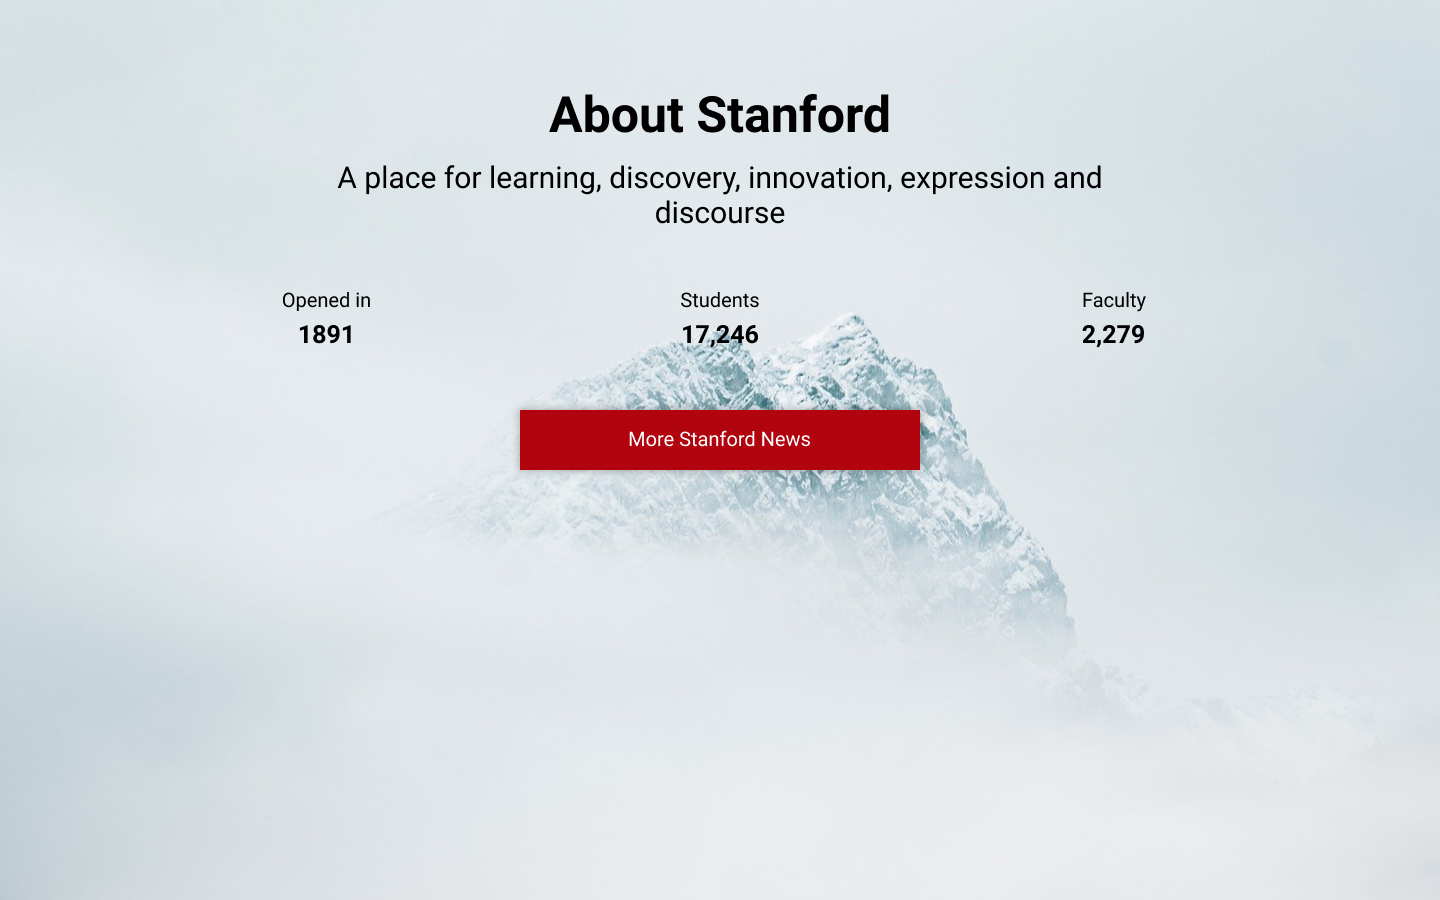 About Stanford
A place for learning, discovery, innovation, expression and
discourse
Opened in
1891
Students
17,246
Faculty
2,279
More Stanford News